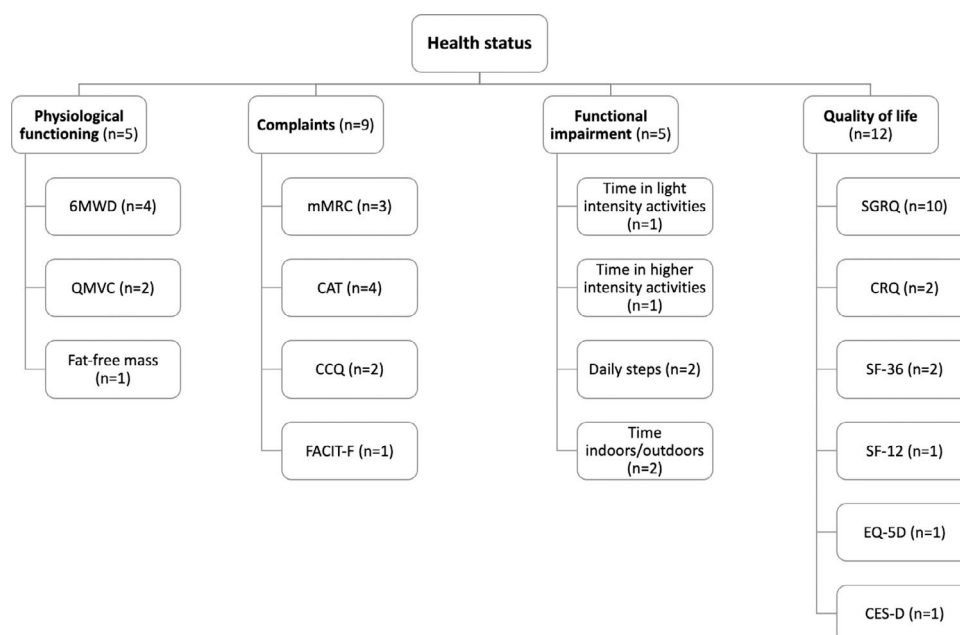 Health status
Physiological
functioning (n=5)
6MWD (n=4)
QMVC (n=2)
Fat-free mass
(n=1)
Complaints (n=9)
mMRC (n=3)
CAT (n=4)
CCQ (n=2)
FACIT-F (n=1)
Functional
impairment (n=5)
Time in light
intensity activities
(n=1)
Time in higher
intensity activities
(n=1)
Daily steps (n=2)
Time
indoors/outdoors
(n=2)
Quality of life
(n=12)
SGRQ (n=10)
CRQ (n=2)
SF-36 (n=2)
SF-12 (n=1)
EQ-5D (n=1)
CES-D (n=1)